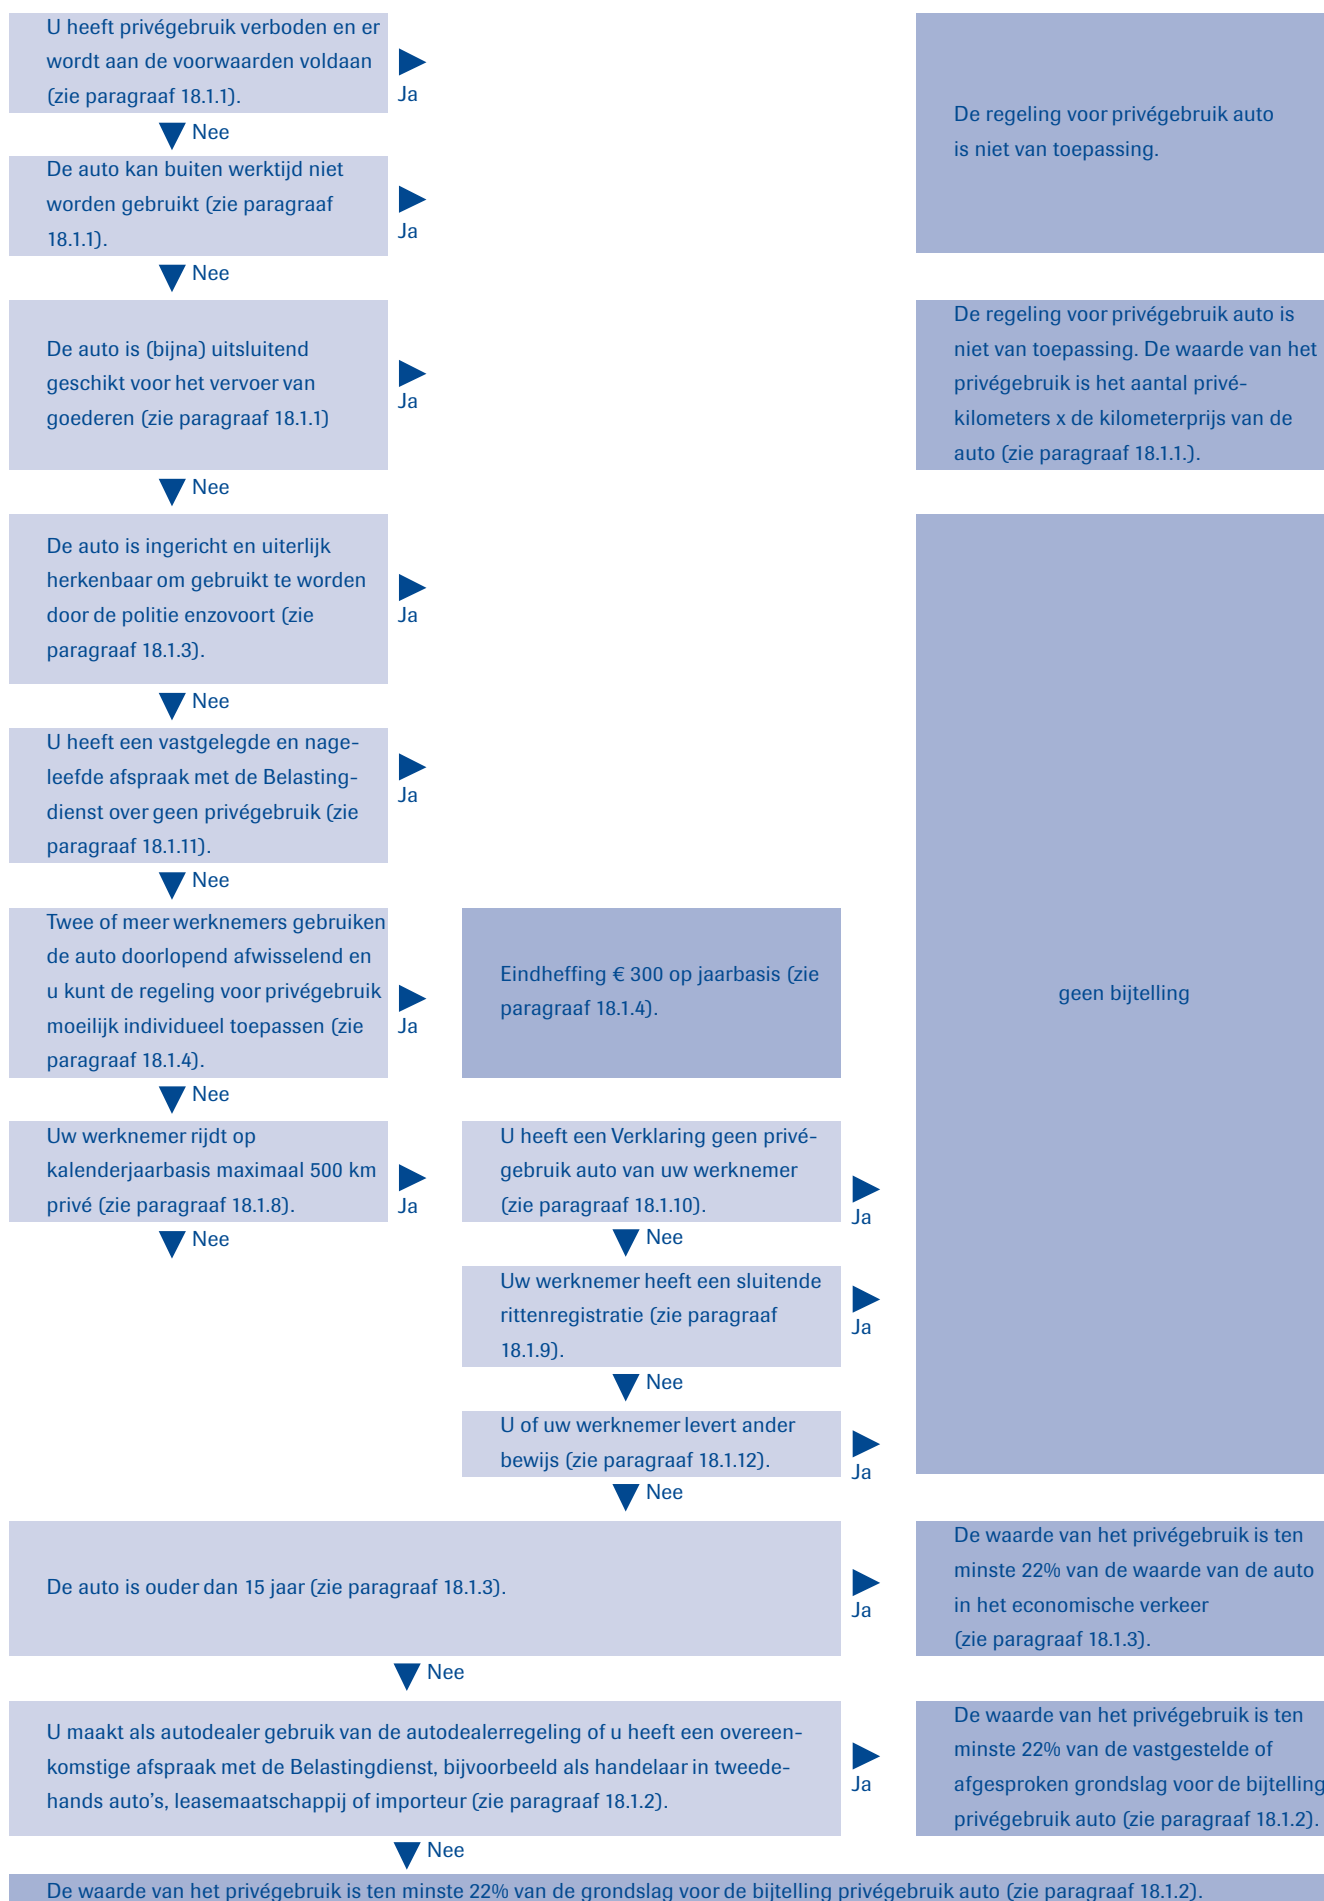 U heeft privégebruik verboden en er
wordt aan de voorwaarden voldaan
(zie paragraaf 18.1.1).
Ja
Nee
De auto kan buiten werktijd niet
worden gebruikt (zie paragraaf
18.1.1).
Ja
De regeling voor privégebruik auto
is niet van toepassing.
Nee
De auto is (bijna) uitsluitend
geschikt voor het vervoer van
goederen (zie paragraaf 18.1.1)
Ja
De regeling voor privégebruik auto is
niet van toepassing. De waarde van het
privégebruik is het aantal privé-
kilometers x de kilometerprijs van de
auto (zie paragraaf 18.1.1.).
Nee
De auto is ingericht en uiterlijk
herkenbaar om gebruikt te worden
door de politie enzovoort (zie
paragraaf 18.1.3).
Ja
Nee
U heeft een vastgelegde en nage-
leefde afspraak met de Belasting-
dienst over geen privégebruik (zie
paragraaf 18.1.11).
Ja
Nee
Twee of meer werknemers gebruiken
de auto doorlopend afwisselend en
u kunt de regeling voor privégebruik
moeilijk individueel toepassen (zie
paragraaf 18.1.4).
Ja
Eindheffing € 300 op jaarbasis (zie
paragraaf 18.1.4).
geen bijtelling
Nee
Uw werknemer rijdt op
kalenderjaarbasis maximaal 500 km
privé (zie paragraaf 18.1.8).
Ja
U heeft een Verklaring geen privé-
gebruik auto van uw werknemer
(zie paragraaf 18.1.10).
Ja
Nee
Nee
Uw werknemer heeft een sluitende
rittenregistratie (zie paragraaf
18.1.9).
Ja
Nee
U of uw werknemer levert ander
bewijs (zie paragraaf 18.1.12).
Ja
Nee
De auto is ouder dan 15 jaar (zie paragraaf 18.1.3).
Ja
De waarde van het privégebruik is ten
minste 22% van de waarde van de auto
in het economische verkeer
(zie paragraaf 18.1.3).
Nee
U maakt als autodealer gebruik van de autodealerregeling of u heeft een overeen-
komstige afspraak met de Belastingdienst, bijvoorbeeld als handelaar in tweede-
hands auto's, leasemaatschappij of importeur (zie paragraaf 18.1.2).
Ja
De waarde van het privégebruik is ten
minste 22% van de vastgestelde of
afgesproken grondslag voor de bijtelling
privégebruik auto (zie paragraaf 18.1.2).
Nee
De waarde van het privégebruik is ten minste 22% van de grondslag voor de bijtelling privégebruik auto (zie paragraaf 18.1.2).